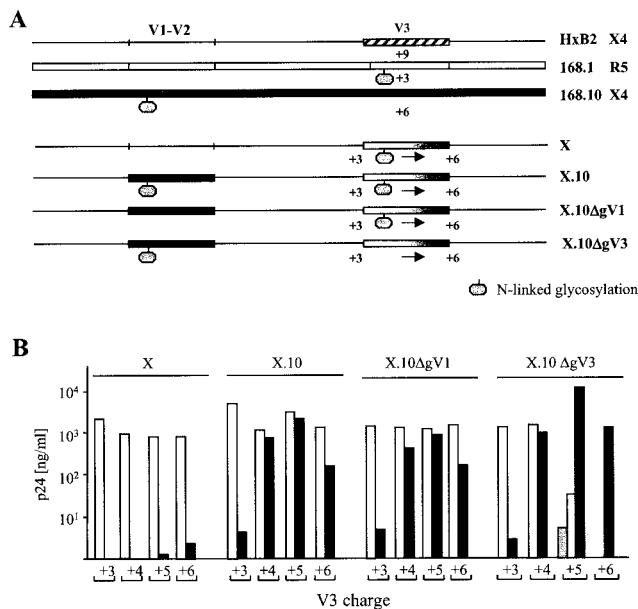 A
V1-V2 V3
HxB2 X4
+9
168.1 R5
+3
168.10 X4
+6
X
+3 +6
X.10
+3 +6
X.10ΔgV1
+3 +6
X.10ΔgV3
+3 +6
N-linked glycosylation
B
X X.10 X.10ΔgV1 X.10 ΔgV3
p24 [ng/ml]
10⁴
10³
10²
10¹
+3 +4 +5 +6 +3 +4 +5 +6 +3 +4 +5 +6 +3 +4 +5 +6
V3 charge